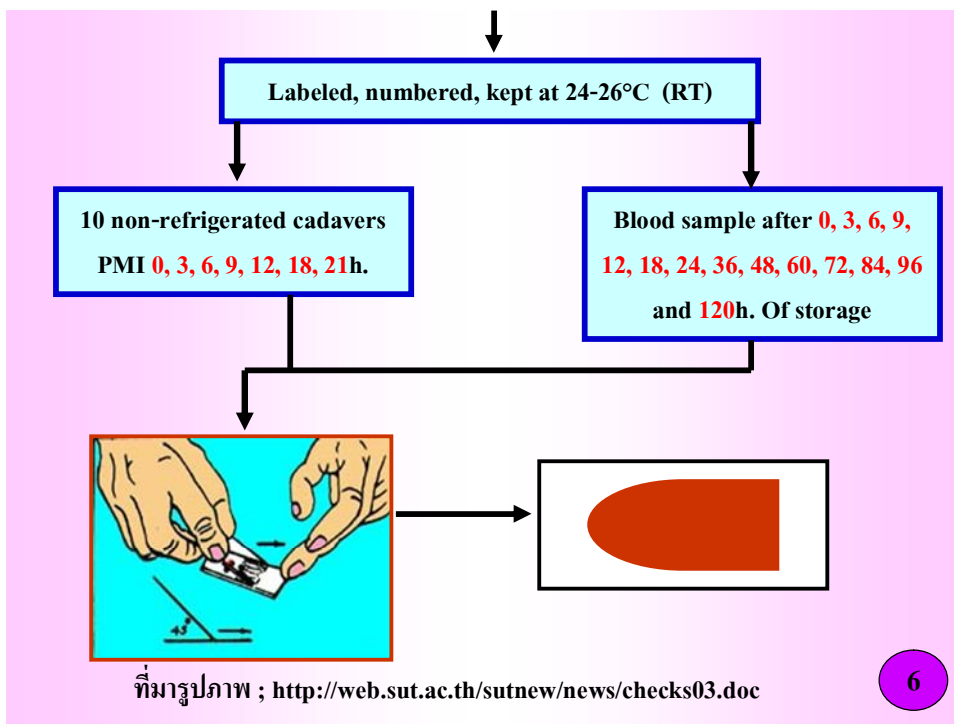 Labeled, numbered, kept at 24-26°C (RT)
10 non-refrigerated cadavers
PMI 0, 3, 6, 9, 12, 18, 21h.
Blood sample after 0, 3, 6, 9,
12, 18, 24, 36, 48, 60, 72, 84, 96
and 120h. Of storage
45°
ที่มารูปภาพ ; http://web.sut.ac.th/sutnew/news/checks03.doc
6